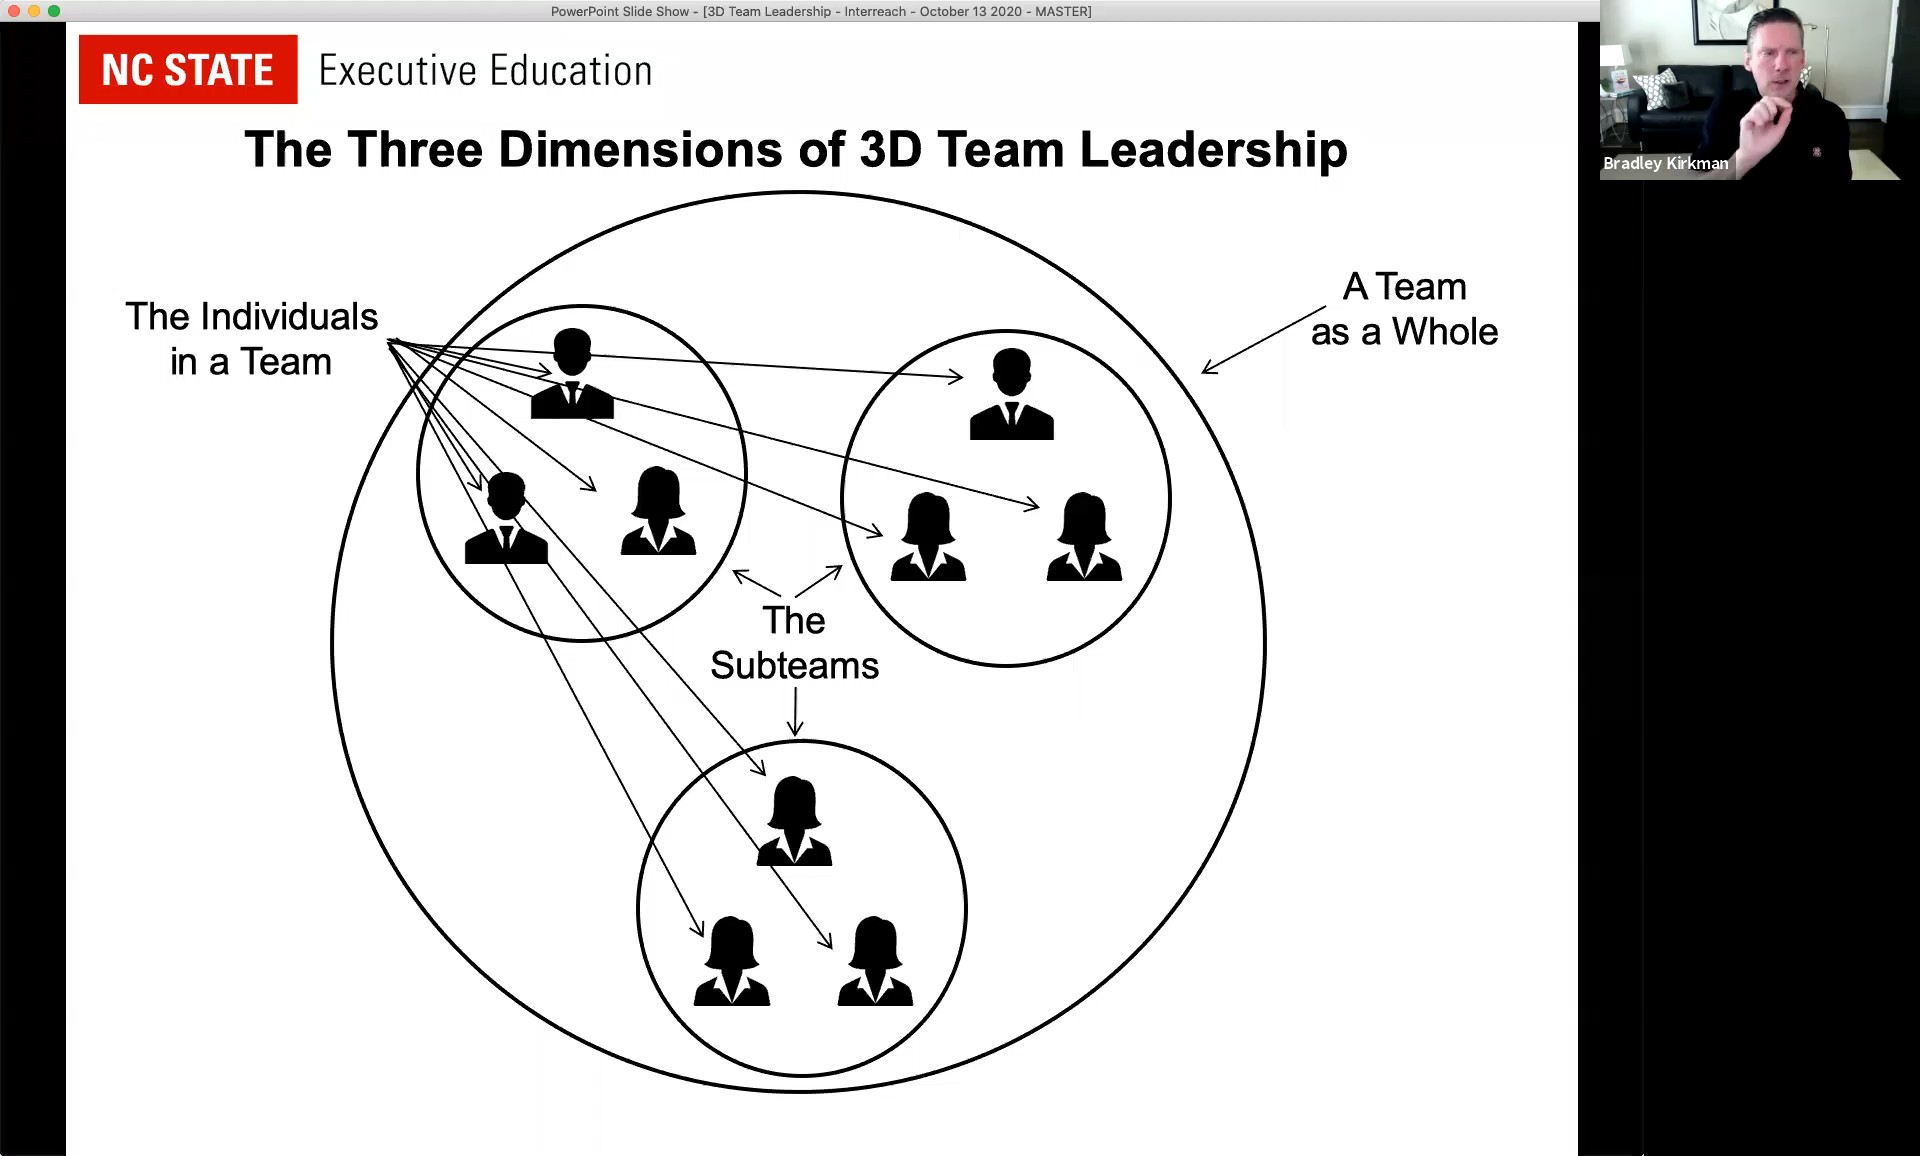 PowerPoint Slide Show - [3D Team Leadership - Interreach - October 13 2020 - MASTER]
NC STATE Executive Education
The Three Dimensions of 3D Team Leadership
The Individuals
in a Team
A Team
as a Whole
The
Subteams
Bradley Kirkman